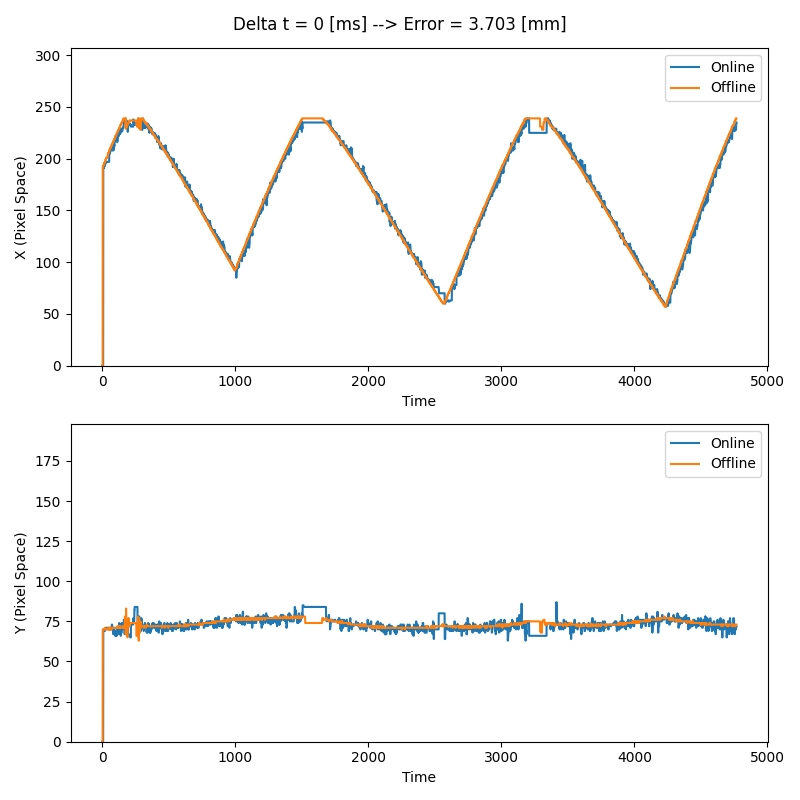 Delta t = 0 [ms] --> Error = 3.703 [mm]
300
250
200
150
100
50
0
X (Pixel Space)
Online
Offline
0 1000 2000 3000 4000 5000
Time
175
150
125
100
75
50
25
0
Y (Pixel Space)
Online
Offline
0 1000 2000 3000 4000 5000
Time